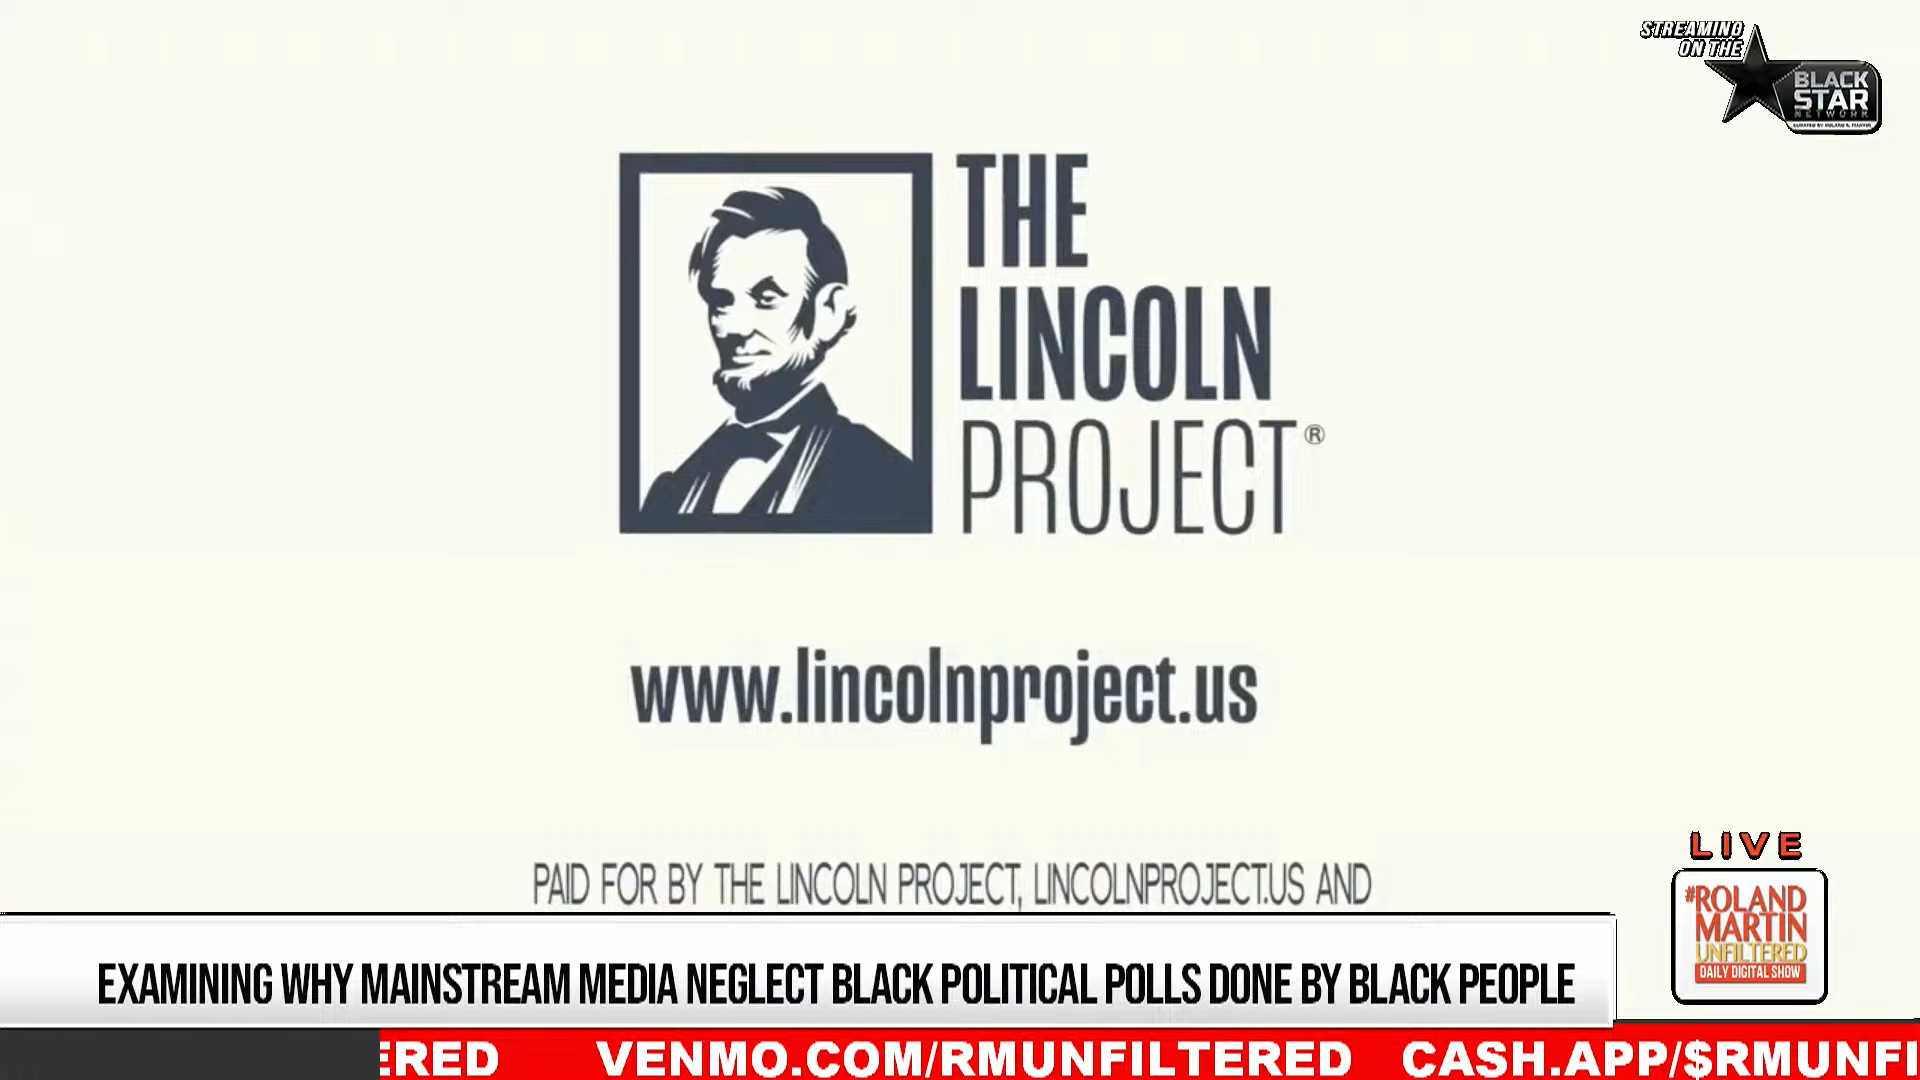 STREAMING
ON THE
BLACK
STAR
NETWORK
THE
LINCOLN
PROJECT®
www.lincolnproject.us
PAID FOR BY THE LINCOLN PROJECT, LINCOLNPROJECT.US AND
LIVE
#ROLAND
MARTIN
UNFILTERED
DAILY DIGITAL SHOW
EXAMINING WHY MAINSTREAM MEDIA NEGLECT BLACK POLITICAL POLLS DONE BY BLACK PEOPLE
ERED VENMO.COM/RMUNFILTERED CASH.APP/$RMUNFI